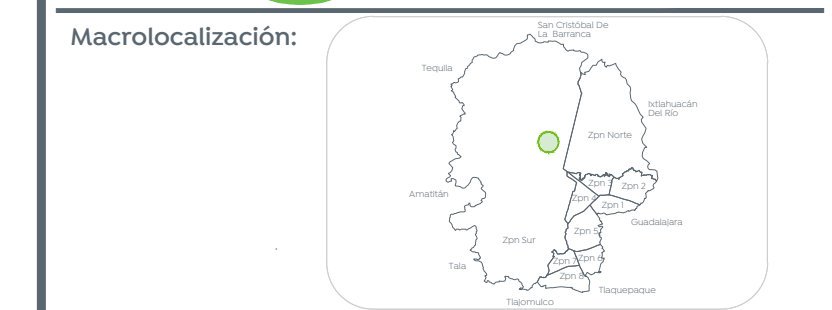 Macrolocalización:
San Cristóbal De
La Barranca
Tequila
Ixtlahuacán
Del Río
Zpn Norte
Zpn 3
Zpn 2
Amatitán
Zpn 4
Zpn 1
Guadalajara
Zpn 5
Zpn Sur
Zpn 7
Zpn 6
Tala
Zpn 8
Tlaquepaque
Tlajomulco